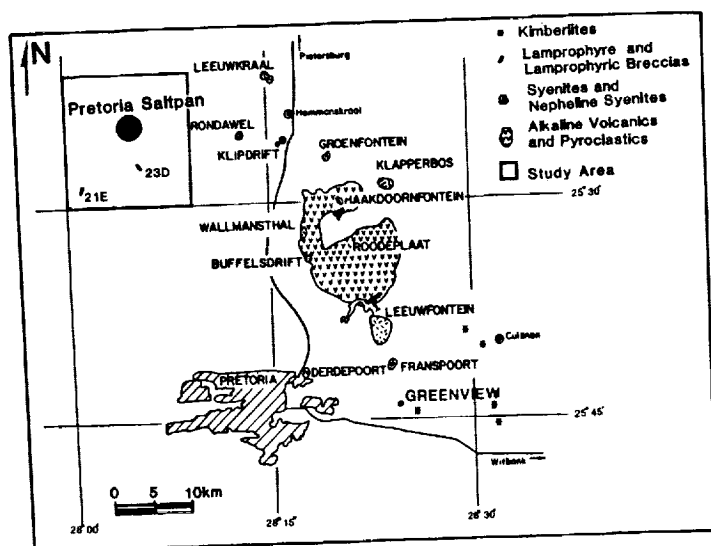 N
Pietersburg
LEEUWKRAAL
Pretoria Saltpan
Hammanskraal
RONDAWEL
KLIPDRIFT
GROENFONTEIN
KLAPPERBOS
23D
21E
HAAKDOORNFONTEIN
25° 30'
WALLMANSTHAL
ROODEPLAAT
BUFFELSDRIFT
LEEUWFONTEIN
Cullinan
DERDEPOORT
FRANSPOORT
PRETORIA
GREENVIEW
25° 45'
Witbank
0 5 10km
28° 00'
28° 15'
28° 30'
Kimberlites
Lamprophyre and
Lamprophyric Breccias
Syenites and
Nepheline Syenites
Alkaline Volcanics
and Pyroclastics
Study Area